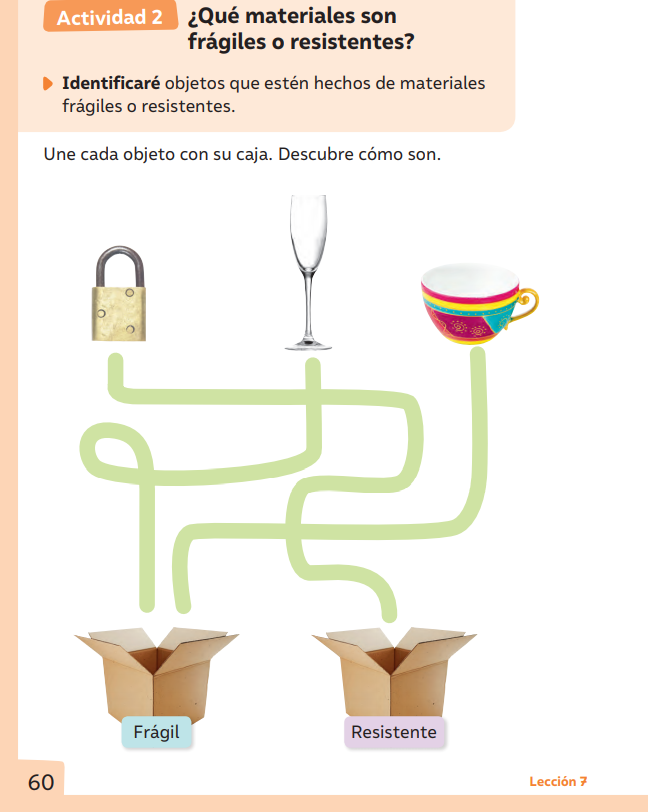 Actividad 2
¿Qué materiales son
frágiles o resistentes?
Identificaré objetos que estén hechos de materiales
frágiles o resistentes.
Une cada objeto con su caja. Descubre cómo son.
Frágil
Resistente
60
Lección 7